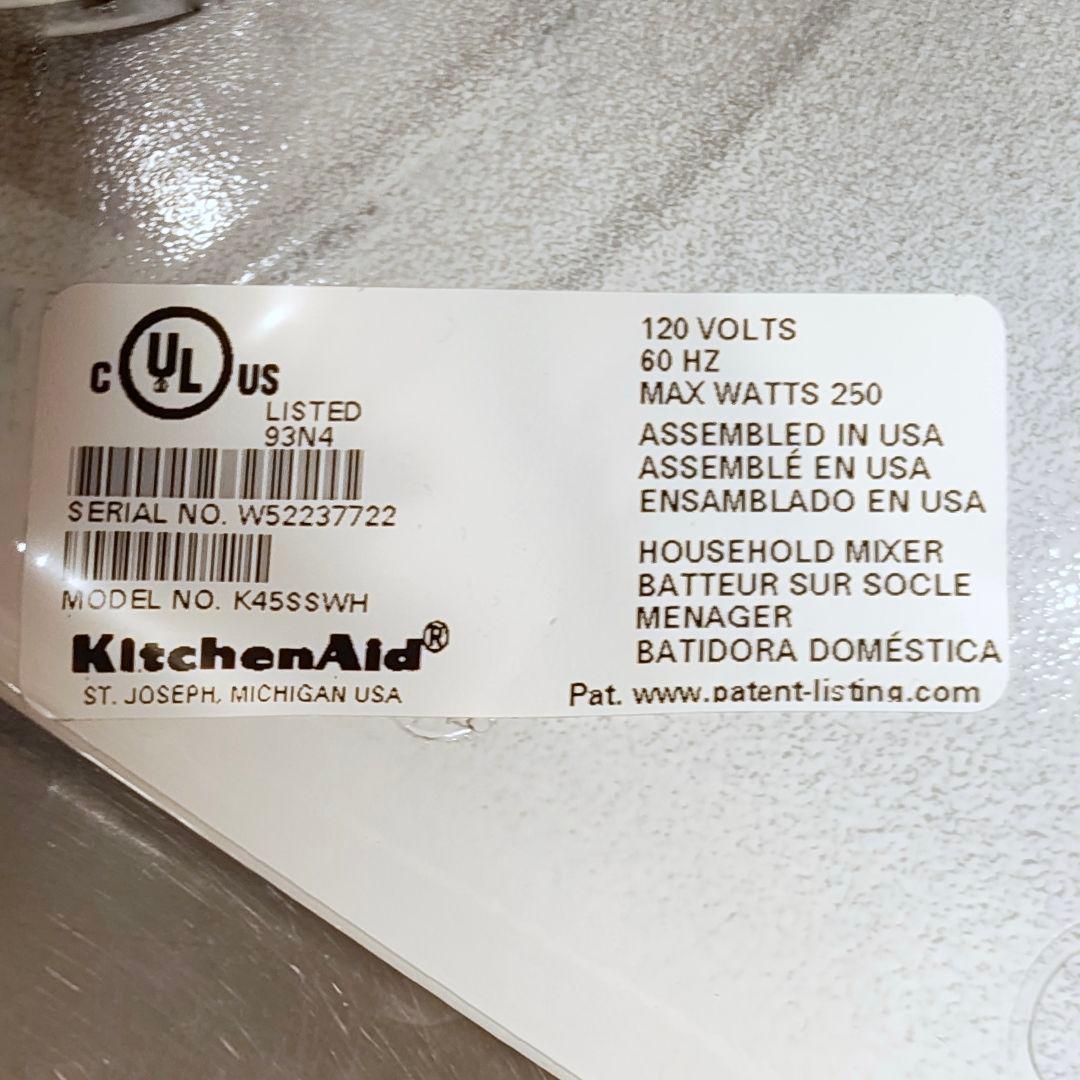 C UL US
LISTED
93N4
SERIAL NO. W52237722
MODEL NO. K45SSWH
KitchenAid®
ST. JOSEPH, MICHIGAN USA
120 VOLTS
60 HZ
MAX WATTS 250
ASSEMBLED IN USA
ASSEMBLÉ EN USA
ENSAMBLADO EN USA
HOUSEHOLD MIXER
BATTEUR SUR SOCLE
MENAGER
BATIDORA DOMÉSTICA
Pat. www.patent-listing.com